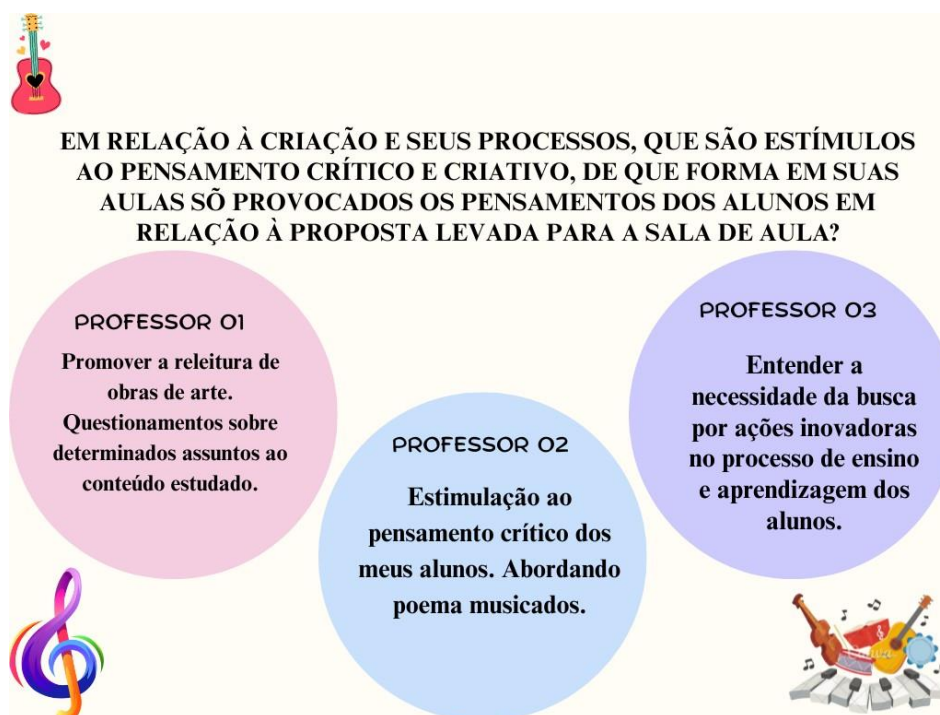 EM RELAÇÃO À CRIAÇÃO E SEUS PROCESSOS, QUE SÃO ESTÍMULOS
AO PENSAMENTO CRÍTICO E CRIATIVO, DE QUE FORMA EM SUAS
AULAS SÕ PROVOCADOS OS PENSAMENTOS DOS ALUNOS EM
RELAÇÃO À PROPOSTA LEVADA PARA A SALA DE AULA?
PROFESSOR 01
Promover a releitura de
obras de arte.
Questionamentos sobre
determinados assuntos ao
conteúdo estudado.
PROFESSOR 02
Estimulação ao
pensamento crítico dos
meus alunos. Abordando
poema musicados.
PROFESSOR 03
Entender a
necessidade da busca
por ações inovadoras
no processo de ensino
e aprendizagem dos
alunos.